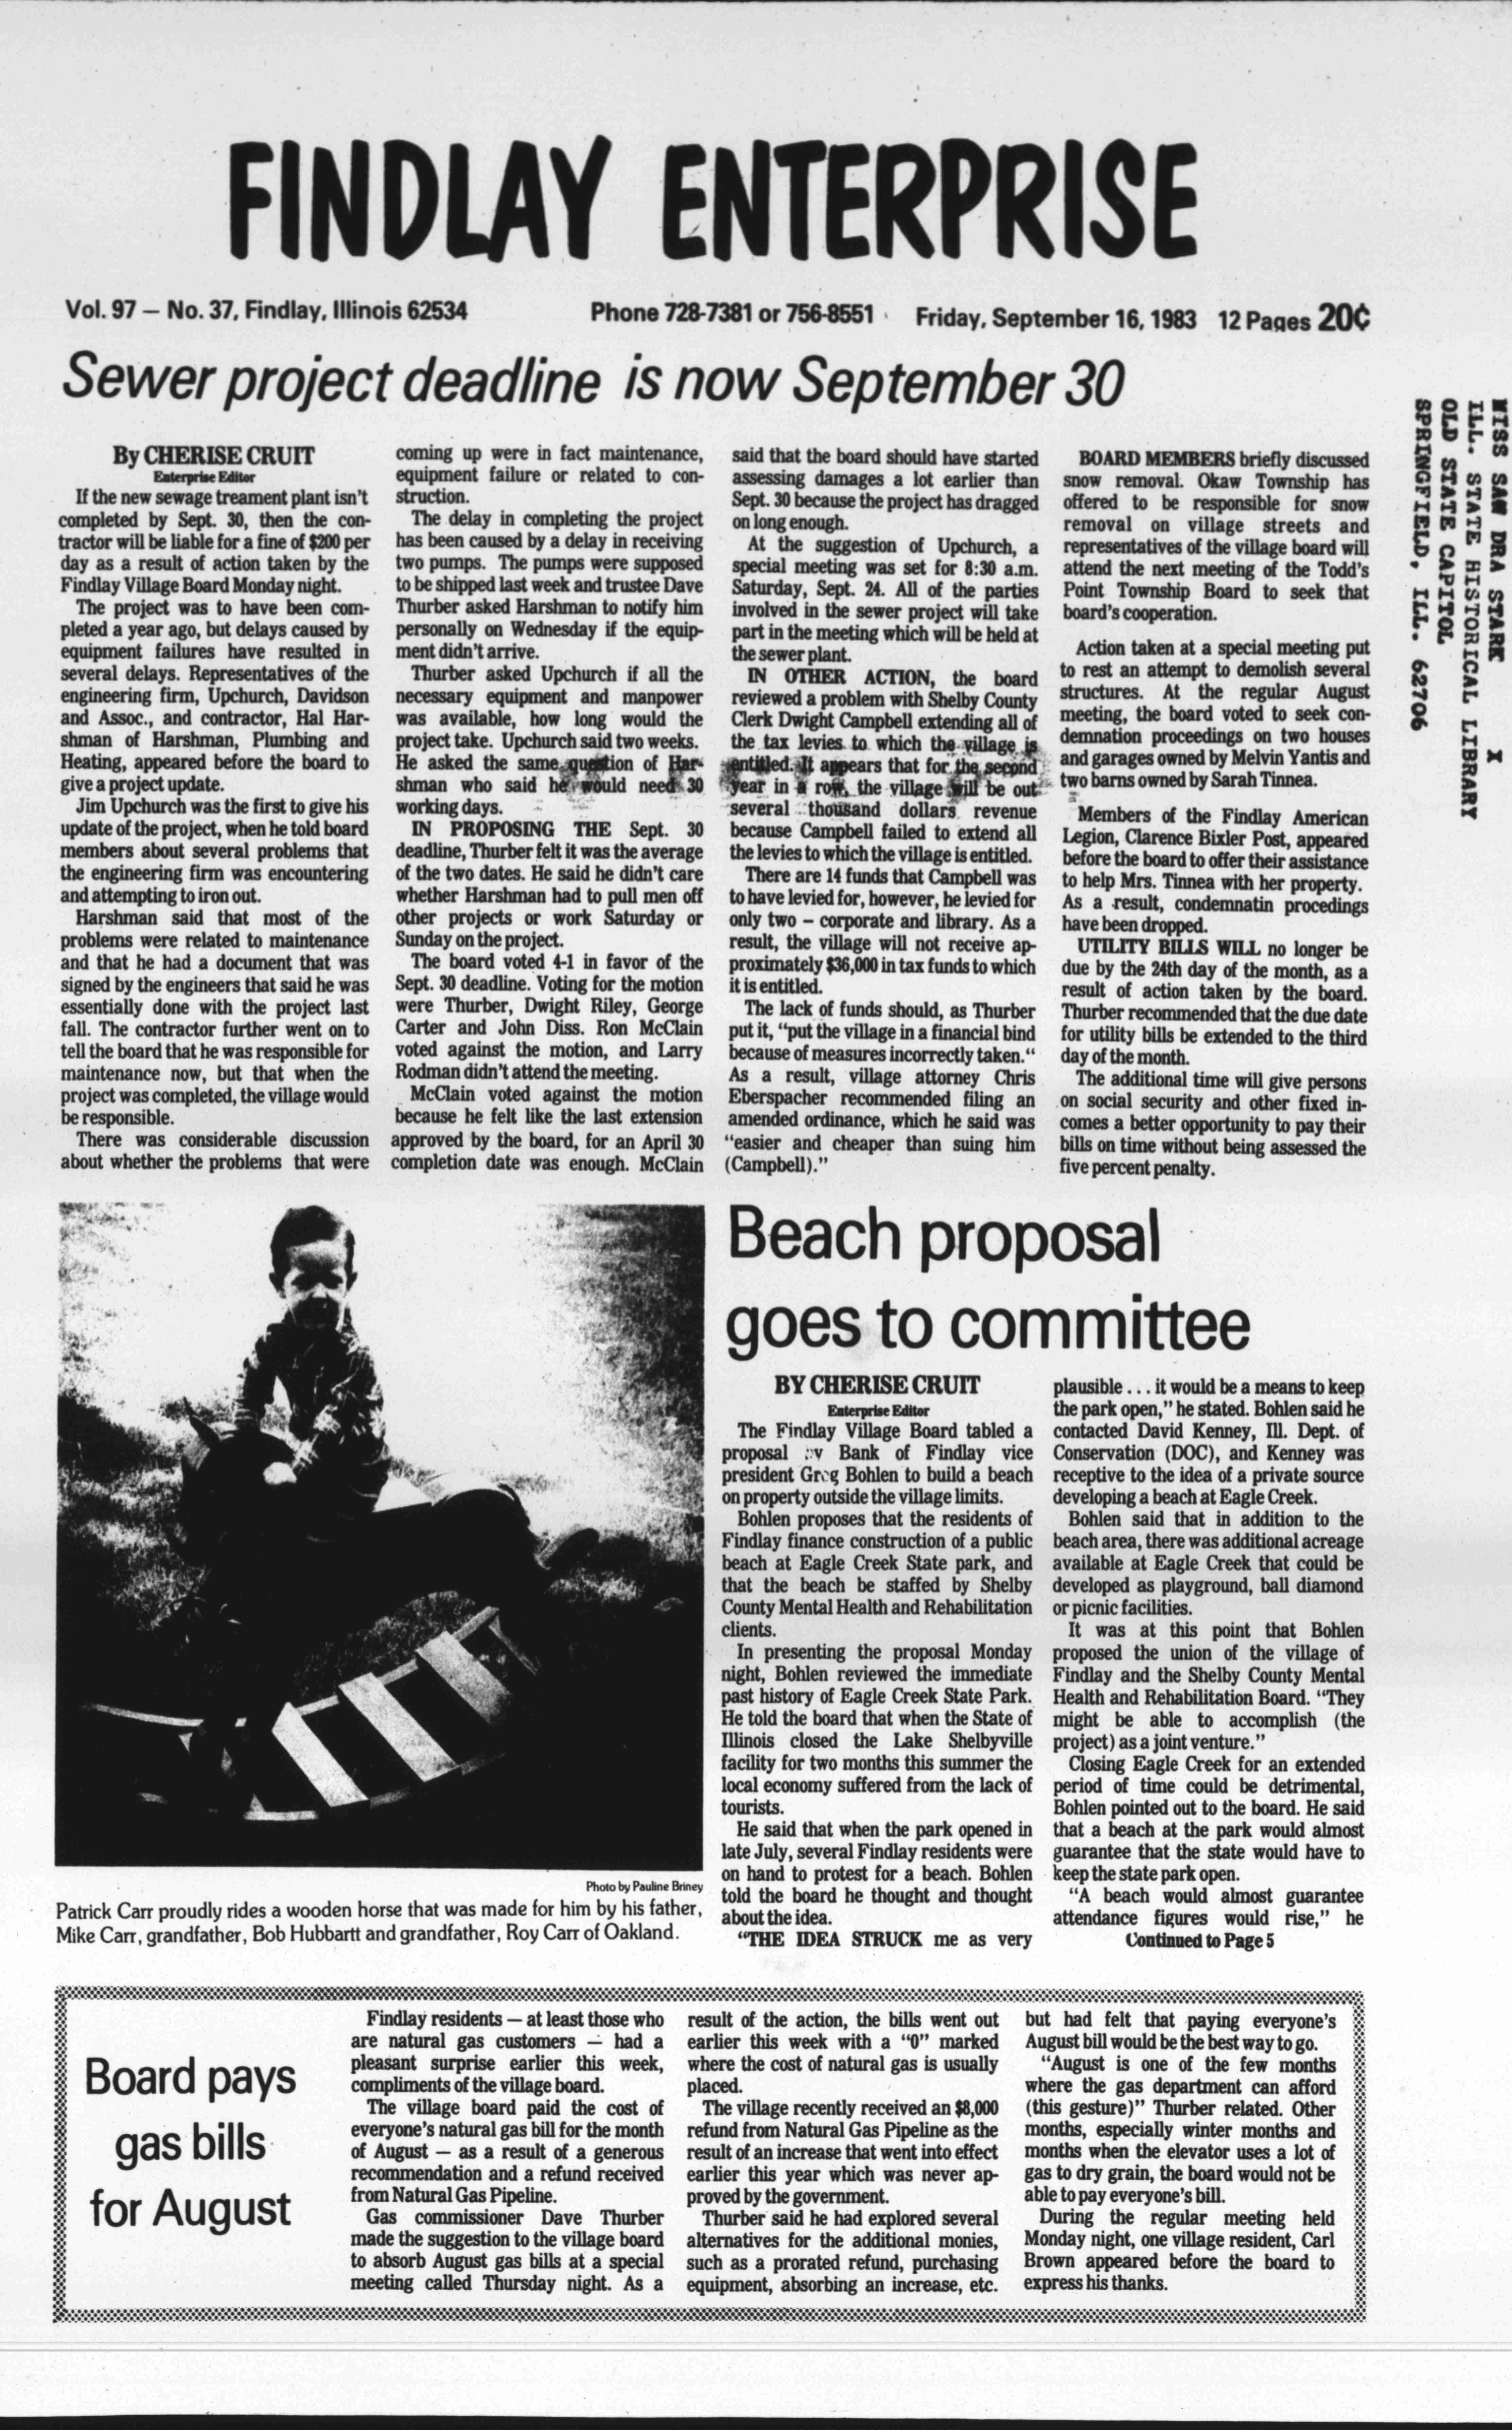 FINDLAY ENTERPRISE
Vol. 97 — No. 37, Findlay, Illinois 62534
Phone 728-7381 or 756-8551
Friday, September 16, 1983 12 Pages 20¢
Sewer project deadline is now September 30
By CHERISE CRUIT
Enterprise Editor
If the new sewage treament plant isn't
completed by Sept. 30, then the con-
tractor will be liable for a fine of $200 per
day as a result of action taken by the
Findlay Village Board Monday night.
The project was to have been com-
pleted a year ago, but delays caused by
equipment failures have resulted in
several delays. Representatives of the
engineering firm, Upchurch, Davidson
and Assoc., and contractor, Hal Har-
shman of Harshman, Plumbing and
Heating, appeared before the board to
give a project update.
Jim Upchurch was the first to give his
update of the project, when he told board
members about several problems that
the engineering firm was encountering
and attempting to iron out.
Harshman said that most of the
problems were related to maintenance
and that he had a document that was
signed by the engineers that said he was
essentially done with the project last
fall. The contractor further went on to
tell the board that he was responsible for
maintenance now, but that when the
project was completed, the village would
be responsible.
There was considerable discussion
about whether the problems that were
coming up were in fact maintenance,
equipment failure or related to con-
struction.
The delay in completing the project
has been caused by a delay in receiving
two pumps. The pumps were supposed
to be shipped last week and trustee Dave
Thurber asked Harshman to notify him
personally on Wednesday if the equip-
ment didn't arrive.
Thurber asked Upchurch if all the
necessary equipment and manpower
was available, how long would the
project take. Upchurch said two weeks.
He asked the same question of Har-
shman who said he would need 30
working days.
IN PROPOSING THE Sept. 30
deadline, Thurber felt it was the average
of the two dates. He said he didn't care
whether Harshman had to pull men off
other projects or work Saturday or
Sunday on the project.
The board voted 4-1 in favor of the
Sept. 30 deadline. Voting for the motion
were Thurber, Dwight Riley, George
Carter and John Diss. Ron McClain
voted against the motion, and Larry
Rodman didn't attend the meeting.
McClain voted against the motion
because he felt like the last extension
approved by the board, for an April 30
completion date was enough. McClain
said that the board should have started
assessing damages a lot earlier than
Sept. 30 because the project has dragged
on long enough.
At the suggestion of Upchurch, a
special meeting was set for 8:30 a.m.
Saturday, Sept. 24. All of the parties
involved in the sewer project will take
part in the meeting which will be held at
the sewer plant.
IN OTHER ACTION, the board
reviewed a problem with Shelby County
Clerk Dwight Campbell extending all of
the tax levies to which the village is
entitled. It appears that for the second
year in a row, the village will be out
several thousand dollars revenue
because Campbell failed to extend all
the levies to which the village is entitled.
There are 14 funds that Campbell was
to have levied for, however, he levied for
only two – corporate and library. As a
result, the village will not receive ap-
proximately $36,000 in tax funds to which
it is entitled.
The lack of funds should, as Thurber
put it, "put the village in a financial bind
because of measures incorrectly taken."
As a result, village attorney Chris
Eberspacher recommended filing an
amended ordinance, which he said was
"easier and cheaper than suing him
(Campbell)."
BOARD MEMBERS briefly discussed
snow removal. Okaw Township has
offered to be responsible for snow
removal on village streets and
representatives of the village board will
attend the next meeting of the Todd's
Point Township Board to seek that
board's cooperation.
Action taken at a special meeting put
to rest an attempt to demolish several
structures. At the regular August
meeting, the board voted to seek con-
demnation proceedings on two houses
and garages owned by Melvin Yantis and
two barns owned by Sarah Tinnea.
Members of the Findlay American
Legion, Clarence Bixler Post, appeared
before the board to offer their assistance
to help Mrs. Tinnea with her property.
As a result, condemnatin procedings
have been dropped.
UTILITY BILLS WILL no longer be
due by the 24th day of the month, as a
result of action taken by the board.
Thurber recommended that the due date
for utility bills be extended to the third
day of the month.
The additional time will give persons
on social security and other fixed in-
comes a better opportunity to pay their
bills on time without being assessed the
five percent penalty.
MISS SAN DRA STARK X
ILL. STATE HISTORICAL LIBRARY
OLD STATE CAPITOL
SPRINGFIELD, ILL. 62706
Photo by Pauline Briney
Patrick Carr proudly rides a wooden horse that was made for him by his father,
Mike Carr, grandfather, Bob Hubbartt and grandfather, Roy Carr of Oakland.
Beach proposal
goes to committee
BY CHERISE CRUIT
Enterprise Editor
The Findlay Village Board tabled a
proposal Bank of Findlay vice
president Greg Bohlen to build a beach
on property outside the village limits.
Bohlen proposes that the residents of
Findlay finance construction of a public
beach at Eagle Creek State park, and
that the beach be staffed by Shelby
County Mental Health and Rehabilitation
clients.
In presenting the proposal Monday
night, Bohlen reviewed the immediate
past history of Eagle Creek State Park.
He told the board that when the State of
Illinois closed the Lake Shelbyville
facility for two months this summer the
local economy suffered from the lack of
tourists.
He said that when the park opened in
late July, several Findlay residents were
on hand to protest for a beach. Bohlen
told the board he thought and thought
about the idea.
"THE IDEA STRUCK me as very
plausible . . . it would be a means to keep
the park open," he stated. Bohlen said he
contacted David Kenney, Ill. Dept. of
Conservation (DOC), and Kenney was
receptive to the idea of a private source
developing a beach at Eagle Creek.
Bohlen said that in addition to the
beach area, there was additional acreage
available at Eagle Creek that could be
developed as playground, ball diamond
or picnic facilities.
It was at this point that Bohlen
proposed the union of the village of
Findlay and the Shelby County Mental
Health and Rehabilitation Board. "They
might be able to accomplish (the
project) as a joint venture."
Closing Eagle Creek for an extended
period of time could be detrimental,
Bohlen pointed out to the board. He said
that a beach at the park would almost
guarantee that the state would have to
keep the state park open.
"A beach would almost guarantee
attendance figures would rise," he
Continued to Page 5
Board pays
gas bills
for August
Findlay residents — at least those who
are natural gas customers — had a
pleasant surprise earlier this week,
compliments of the village board.
The village board paid the cost of
everyone's natural gas bill for the month
of August — as a result of a generous
recommendation and a refund received
from Natural Gas Pipeline.
Gas commissioner Dave Thurber
made the suggestion to the village board
to absorb August gas bills at a special
meeting called Thursday night. As a
result of the action, the bills went out
earlier this week with a "0" marked
where the cost of natural gas is usually
placed.
The village recently received an $8,000
refund from Natural Gas Pipeline as the
result of an increase that went into effect
earlier this year which was never ap-
proved by the government.
Thurber said he had explored several
alternatives for the additional monies,
such as a prorated refund, purchasing
equipment, absorbing an increase, etc.
but had felt that paying everyone's
August bill would be the best way to go.
"August is one of the few months
where the gas department can afford
(this gesture)" Thurber related. Other
months, especially winter months and
months when the elevator uses a lot of
gas to dry grain, the board would not be
able to pay everyone's bill.
During the regular meeting held
Monday night, one village resident, Carl
Brown appeared before the board to
express his thanks.